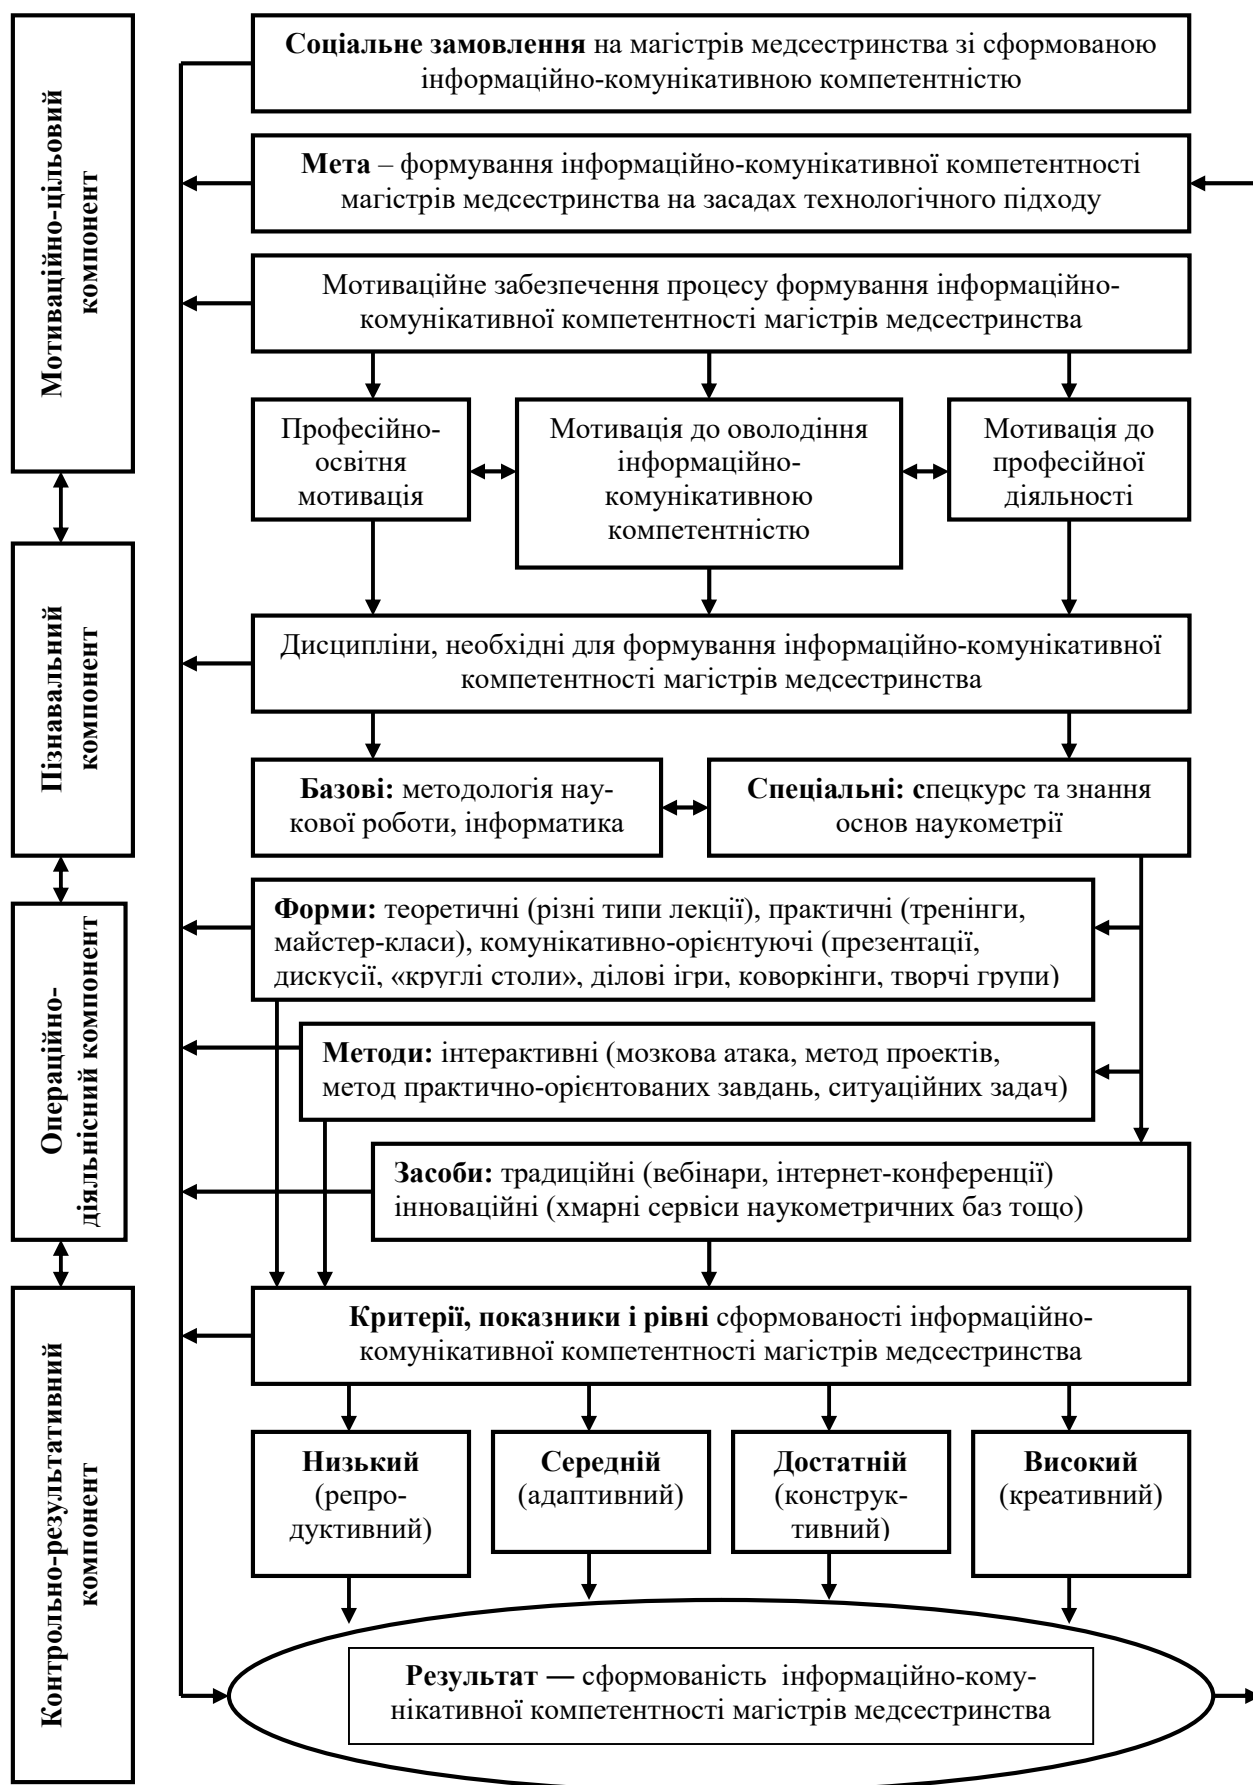 Мотиваційно-цільовий
компонент
Соціальне замовлення на магістрів медсестринства зі сформованою
інформаційно-комунікативною компетентністю
Мета – формування інформаційно-комунікативної компетентності
магістрів медсестринства на засадах технологічного підходу
Мотиваційне забезпечення процесу формування інформаційно-
комунікативної компетентності магістрів медсестринства
Професійно-
освітня
мотивація
Мотивація до оволодіння
інформаційно-
комунікативною
компетентністю
Мотивація до
професійної
діяльності
Пізнавальний
компонент
Дисципліни, необхідні для формування інформаційно-комунікативної
компетентності магістрів медсестринства
Базові: методологія нау-
кової роботи, інформатика
Спеціальні: спецкурс та знання
основ наукометрії
Операційно-
діяльнісний компонент
Форми: теоретичні (різні типи лекції), практичні (тренінги,
майстер-класи), комунікативно-орієнтуючі (презентації,
дискусії, «круглі столи», ділові ігри, коворкінги, творчі групи)
Методи: інтерактивні (мозкова атака, метод проектів,
метод практично-орієнтованих завдань, ситуаційних задач)
Засоби: традиційні (вебінари, інтернет-конференції)
інноваційні (хмарні сервіси наукометричних баз тощо)
Контрольно-результативний
компонент
Критерії, показники і рівні сформованості інформаційно-
комунікативної компетентності магістрів медсестринства
Низький
(репро-
дуктивний)
Середній
(адаптивний)
Достатній
(конструк-
тивний)
Високий
(креативний)
Результат — сформованість інформаційно-кому-
нікативної компетентності магістрів медсестринства